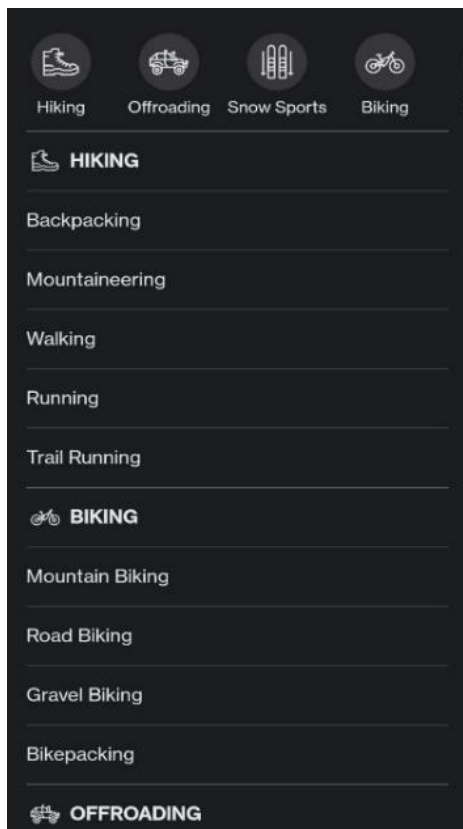 Hiking Offroading Snow Sports Biking
HIKING
Backpacking
Mountaineering
Walking
Running
Trail Running
BIKING
Mountain Biking
Road Biking
Gravel Biking
Bikepacking
OFFROADING